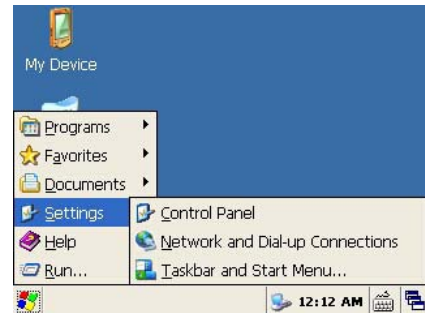 My Device
Programs
Favorites
Documents
Settings
Help
Run...
Control Panel
Network and Dial-up Connections
Taskbar and Start Menu...
12:12 AM